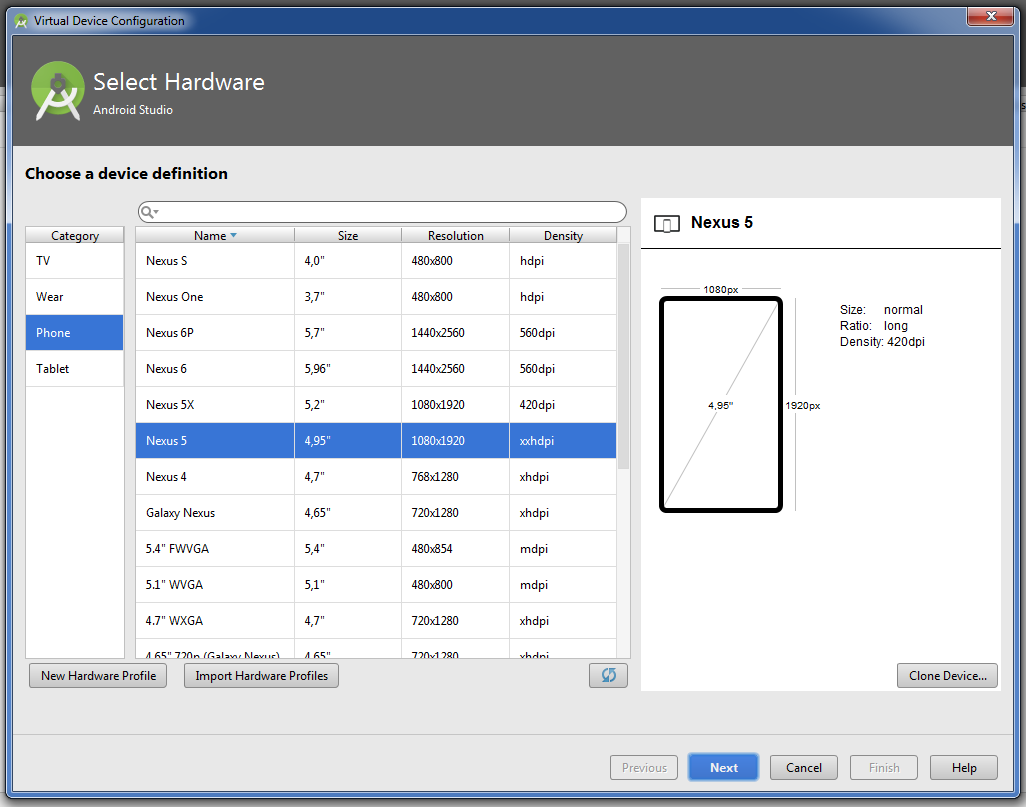 Virtual Device Configuration
Select Hardware
Android Studio
Choose a device definition
Category
TV
Wear
Phone
Tablet
Name Size Resolution Density
Nexus S 4,0" 480x800 hdpi
Nexus One 3,7" 480x800 hdpi
Nexus 6P 5,7" 1440x2560 560dpi
Nexus 6 5,96" 1440x2560 560dpi
Nexus 5X 5,2" 1080x1920 420dpi
Nexus 5 4,95" 1080x1920 xxhdpi
Nexus 4 4,7" 768x1280 xhdpi
Galaxy Nexus 4,65" 720x1280 xhdpi
5.4" FWVGA 5,4" 480x854 mdpi
5.1" WVGA 5,1" 480x800 mdpi
4.7" WXGA 4,7" 720x1280 xhdpi
4.65" 720p (Galaxy Nexus) 4,65" 720x1280 xhdpi
New Hardware Profile
Import Hardware Profiles
Nexus 5
1080px
4,95"
1920px
Size: normal
Ratio: long
Density: 420dpi
Clone Device...
Previous
Next
Cancel
Finish
Help